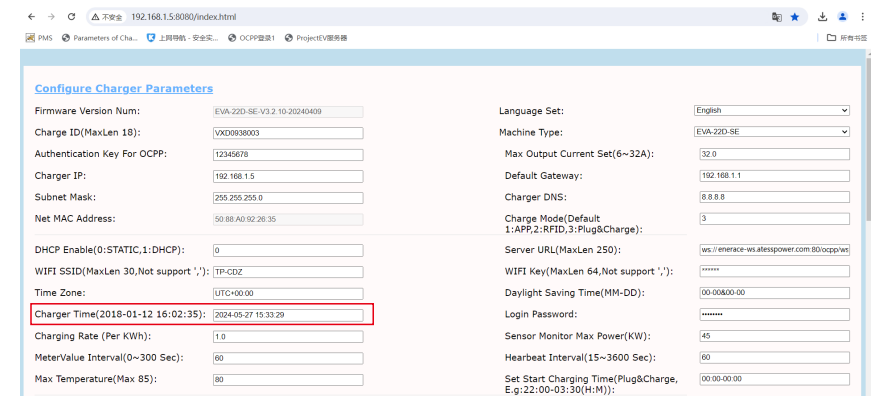 不安全 192.168.1.5:8080/index.html
PMS Parameters of Cha... 上网导航 - 安全实... OCPP登录1 ProjectEV服务器 所有书签
Configure Charger Parameters
Firmware Version Num: EVA-22D-SE-V3.2.10-20240409 Language Set: English
Charge ID(MaxLen 18): VXD0938003 Machine Type: EVA-22D-SE
Authentication Key For OCPP: 12345678 Max Output Current Set(6~32A): 32.0
Charger IP: 192.168.1.5 Default Gateway: 192.168.1.1
Subnet Mask: 255.255.255.0 Charger DNS: 8.8.8.8
Net MAC Address: 50:88:A0:92:26:35 Charge Mode(Default
1:APP,2:RFID,3:Plug&Charge): 3
DHCP Enable(0:STATIC,1:DHCP): 0 Server URL(MaxLen 250): ws://enerace-ws.atesspower.com:80/ocpp/ws
WIFI SSID(MaxLen 30,Not support ','): TP-CDZ WIFI Key(MaxLen 64,Not support ','): ******
Time Zone: UTC+00:00 Daylight Saving Time(MM-DD): 00-00&00-00
Charger Time(2018-01-12 16:02:35): 2024-05-27 15:33:29 Login Password: ••••••••
Charging Rate (Per KWh): 1.0 Sensor Monitor Max Power(KW): 45
MeterValue Interval(0~300 Sec): 60 Hearbeat Interval(15~3600 Sec): 60
Max Temperature(Max 85): 80 Set Start Charging Time(Plug&Charge,
E.g:22:00-03:30(H:M)): 00:00-00:00